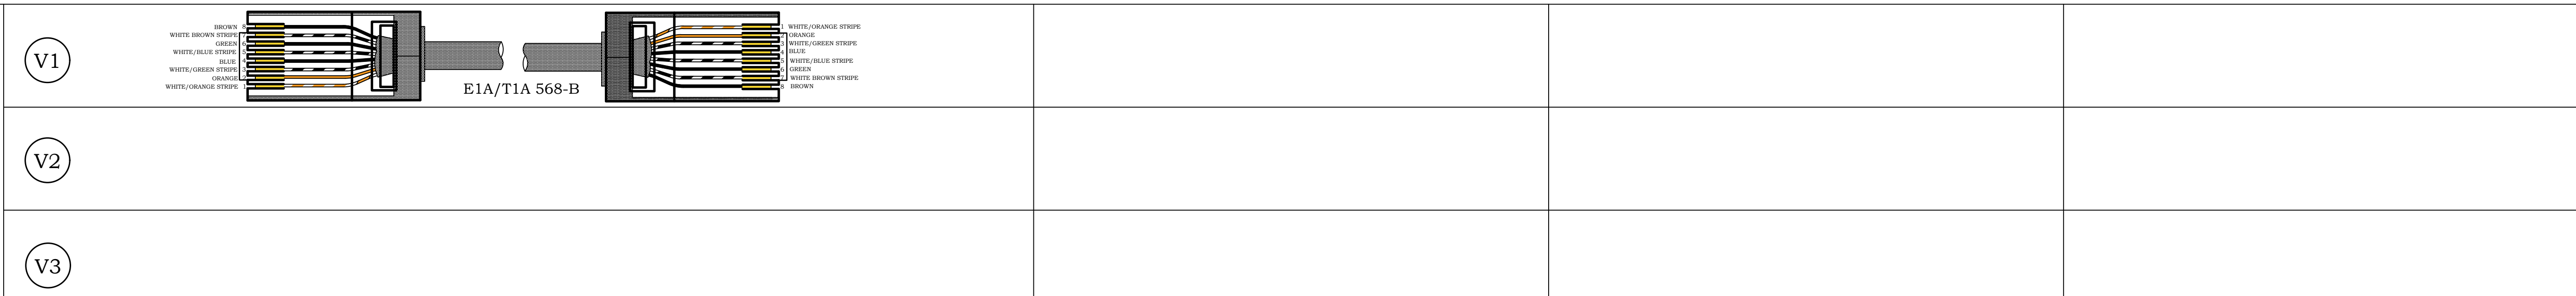 V1
BROWN 8
WHITE BROWN STRIPE 7
GREEN 6
WHITE/BLUE STRIPE 5
BLUE 4
WHITE/GREEN STRIPE 3
ORANGE 2
WHITE/ORANGE STRIPE 1
E1A/T1A 568-B
1 WHITE/ORANGE STRIPE
2 ORANGE
3 WHITE/GREEN STRIPE
4 BLUE
5 WHITE/BLUE STRIPE
6 GREEN
7 WHITE BROWN STRIPE
8 BROWN
V2
V3